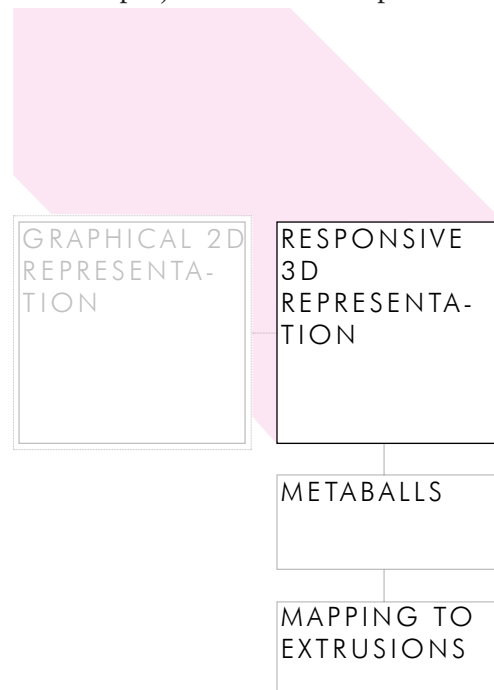 GRAPHICAL 2D
REPRESENTA-
TION
RESPONSIVE
3D
REPRESENTA-
TION
METABALLS
MAPPING TO
EXTRUSIONS